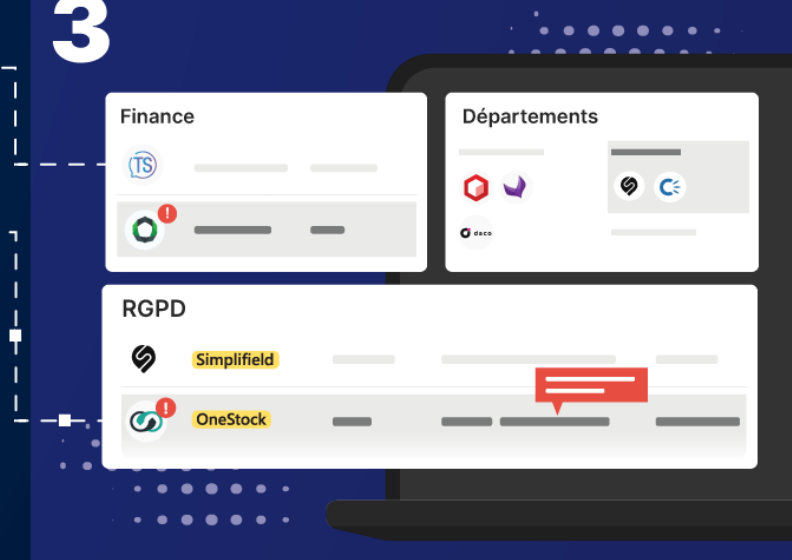 3
Finance
Départements
TS
daco
RGPD
Simplifield
OneStock